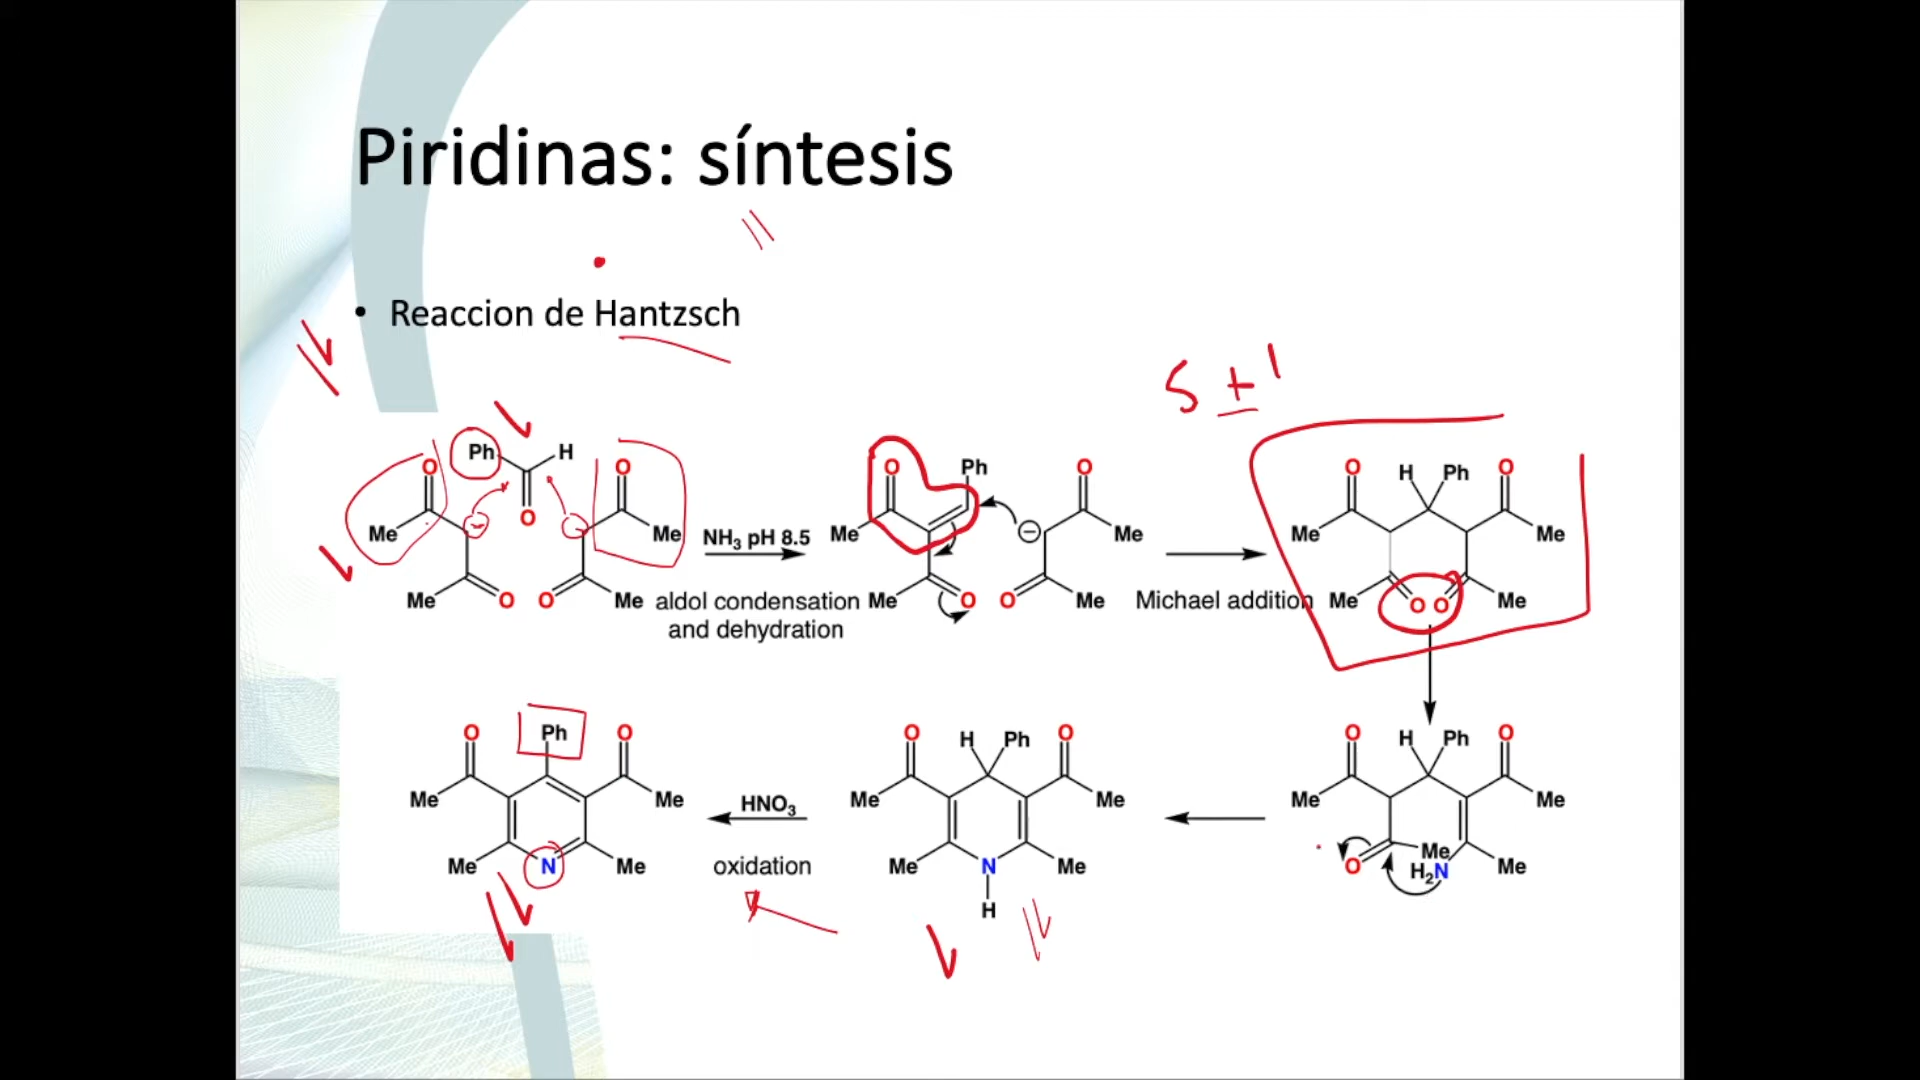 Piridinas: síntesis
• Reaccion de Hantzsch
5 + 1
Ph H
O O O
Me Me
Me O O Me
NH₃ pH 8.5
aldol condensation
and dehydration
O Ph O
Me Me
Me O O Me
⊖
Michael addition
O H Ph O
Me Me
Me O O Me
O H Ph O
Me Me
O Me
H₂N Me
O H Ph O
Me Me
Me N Me
H
HNO₃
oxidation
O Ph O
Me Me
Me N Me